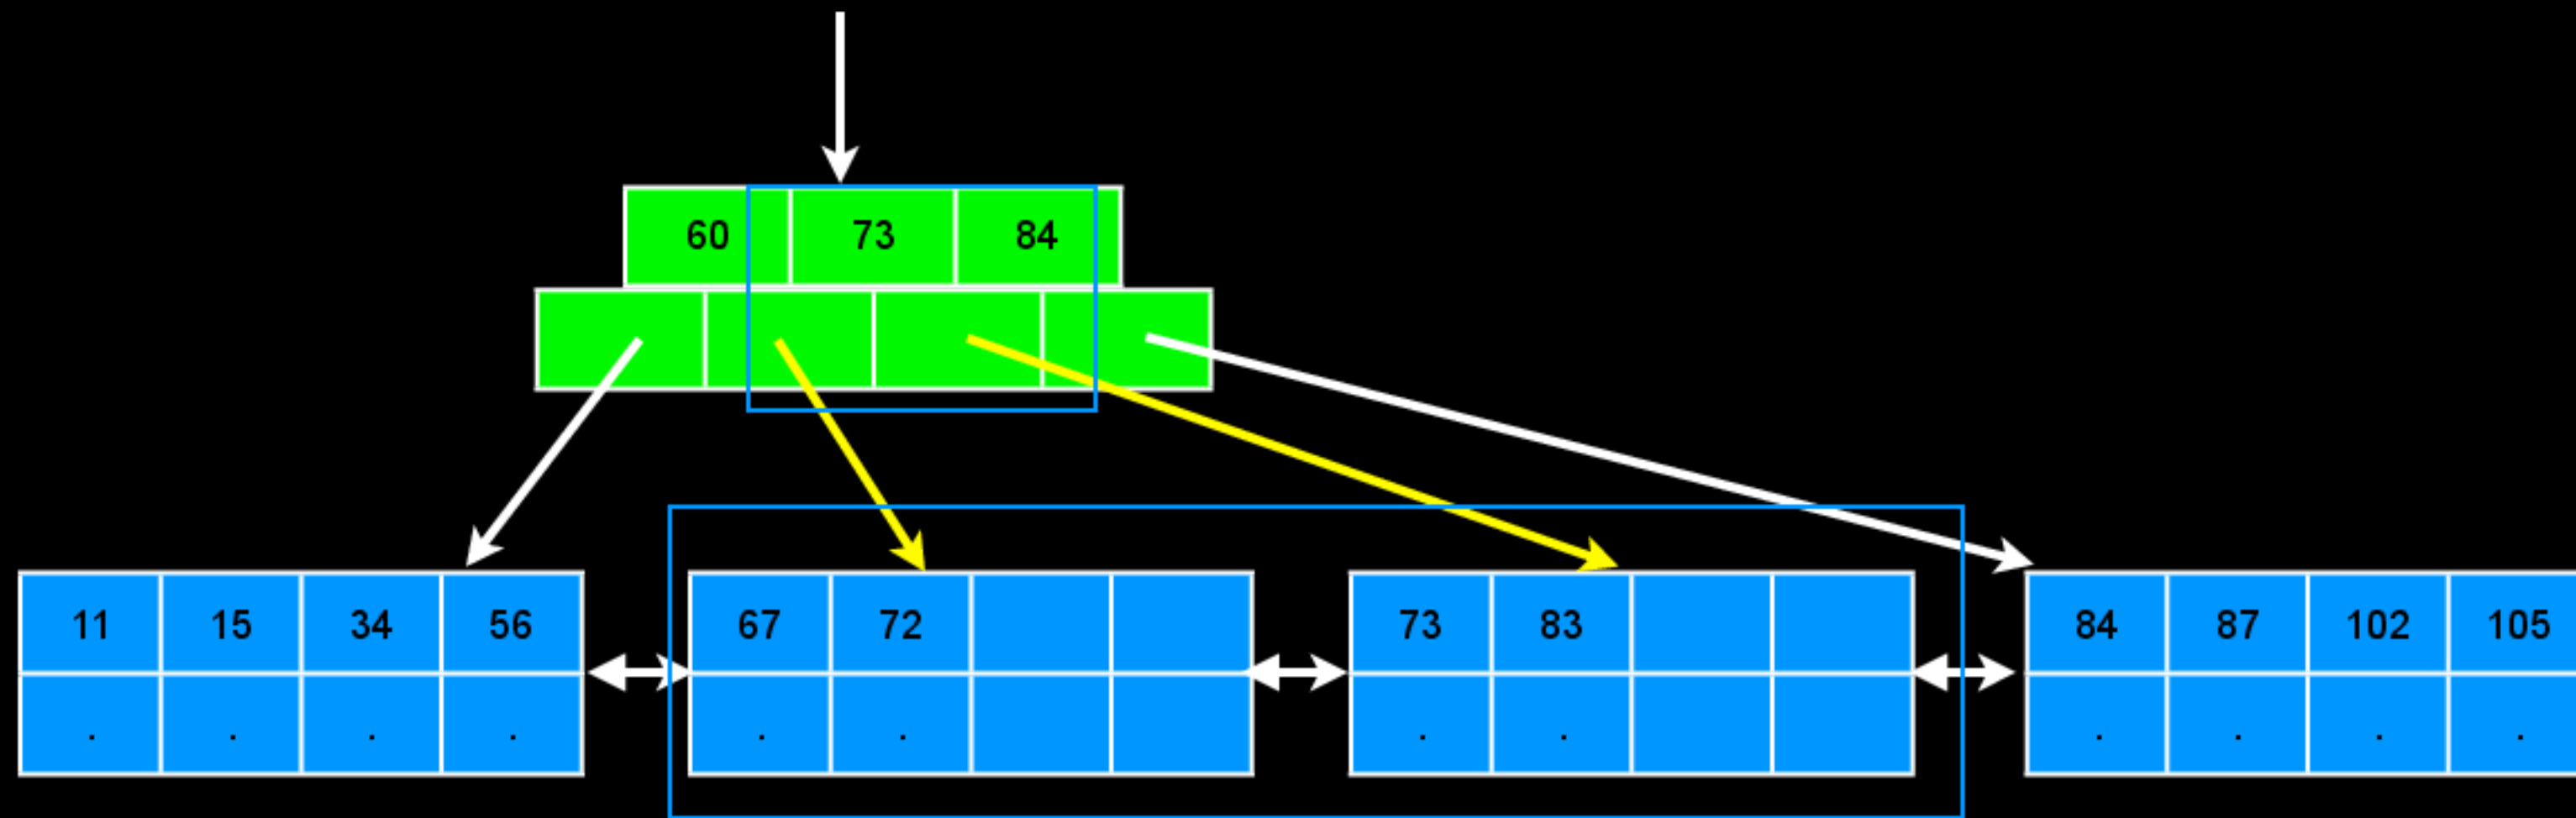 60 73 84
11 15 34 56 67 72 73 83 84 87 102 105
. . . . . . . . . . . .